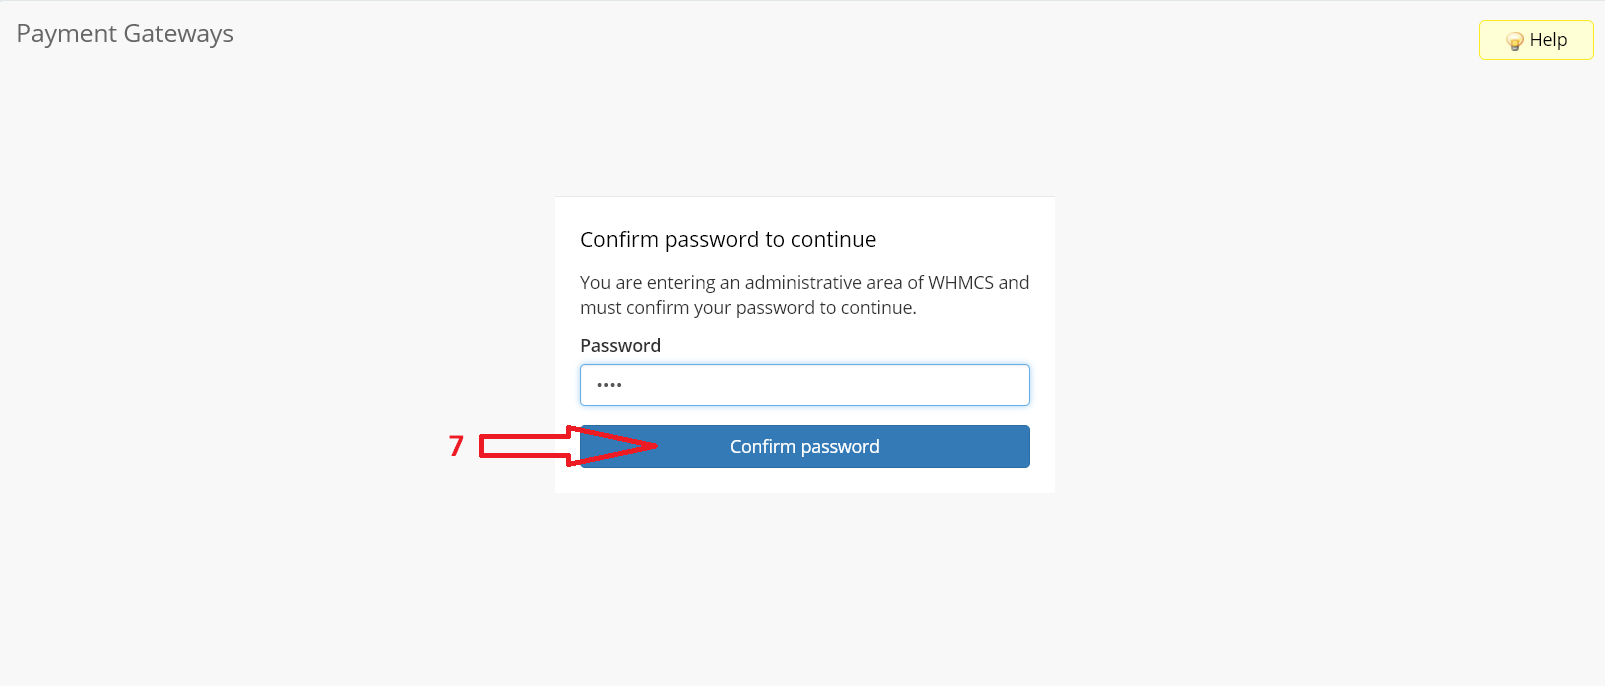 Payment Gateways
Help
Confirm password to continue
You are entering an administrative area of WHMCS and
must confirm your password to continue.
Password
••••
7
Confirm password